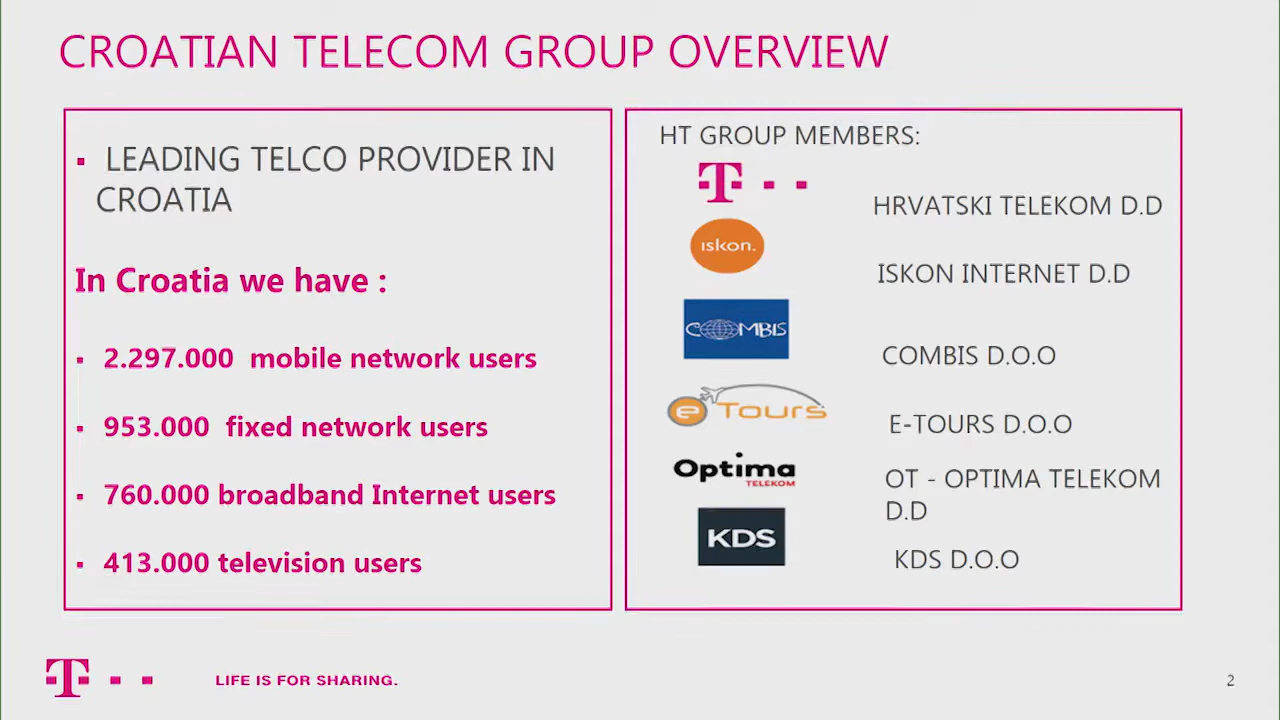 CROATIAN TELECOM GROUP OVERVIEW
▪ LEADING TELCO PROVIDER IN
CROATIA
In Croatia we have :
▪ 2.297.000 mobile network users
▪ 953.000 fixed network users
▪ 760.000 broadband Internet users
▪ 413.000 television users
HT GROUP MEMBERS:
T
HRVATSKI TELEKOM D.D
iskon.
ISKON INTERNET D.D
COMBIS
COMBIS D.O.O
e Tours
E-TOURS D.O.O
Optima
TELEKOM
OT - OPTIMA TELEKOM
D.D
KDS
KDS D.O.O
T
LIFE IS FOR SHARING.
2